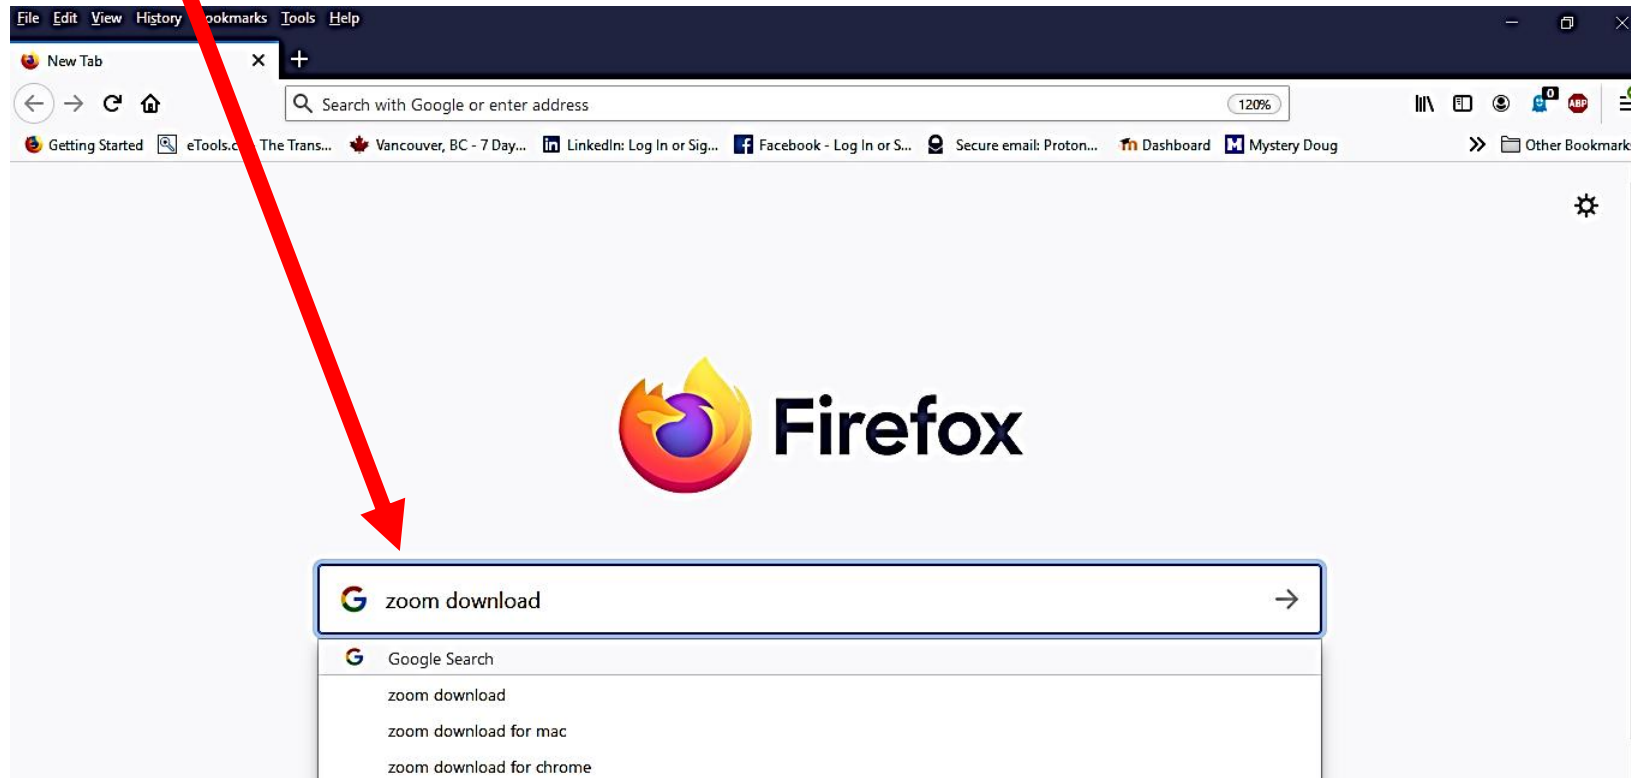 File Edit View History ookmarks Tools Help
New Tab
Search with Google or enter address 120% 0 ABP
Getting Started eTools.c The Trans... Vancouver, BC - 7 Day... in LinkedIn: Log In or Sig... f Facebook - Log In or S... Secure email: Proton... m Dashboard M Mystery Doug Other Bookmark
Firefox
G zoom download
G Google Search
zoom download
zoom download for mac
zoom download for chrome